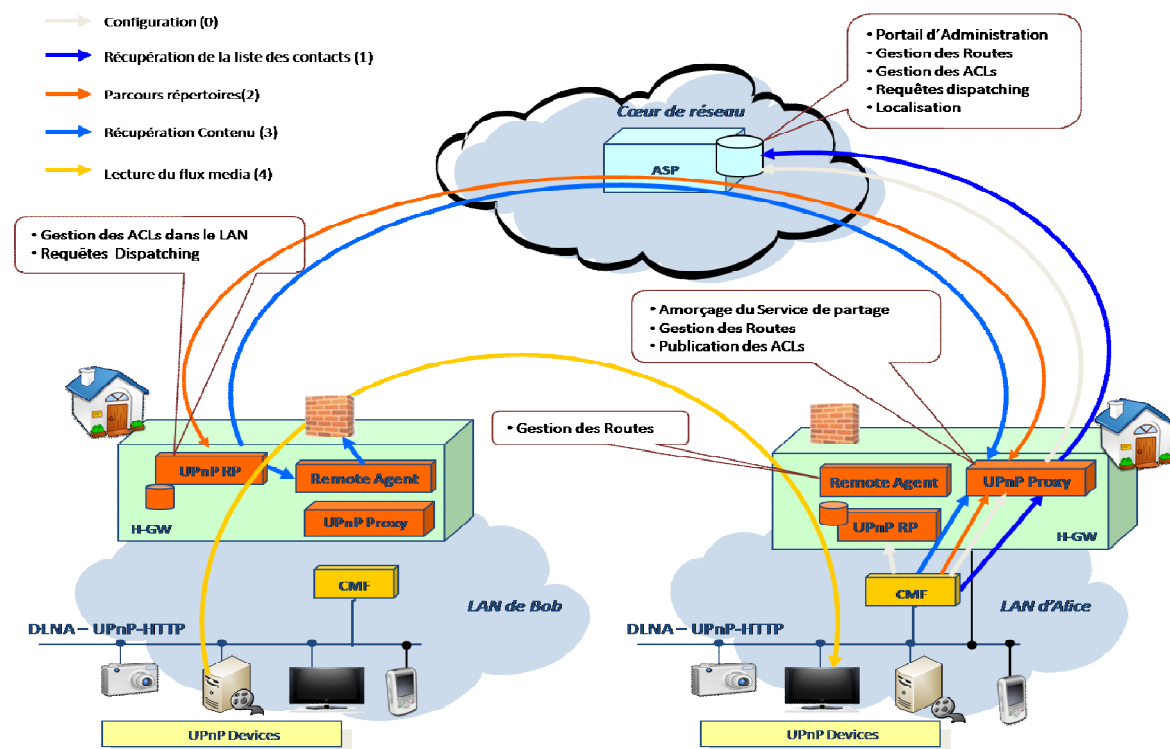 Configuration (0)
Récupération de la liste des contacts (1)
Parcours répertoires(2)
Récupération Contenu (3)
Lecture du flux media (4)
• Portail d'Administration
• Gestion des Routes
• Gestion des ACLs
• Requêtes dispatching
• Localisation
Cœur de réseau
ASP
• Gestion des ACLs dans le LAN
• Requêtes Dispatching
• Amorçage du Service de partage
• Gestion des Routes
• Publication des ACLs
• Gestion des Routes
UPnP RP
Remote Agent
UPnP Proxy
H-GW
Remote Agent
UPnP Proxy
UPnP RP
H-GW
CMF
LAN de Bob
DLNA – UPnP-HTTP
UPnP Devices
CMF
LAN d'Alice
DLNA – UPnP-HTTP
UPnP Devices